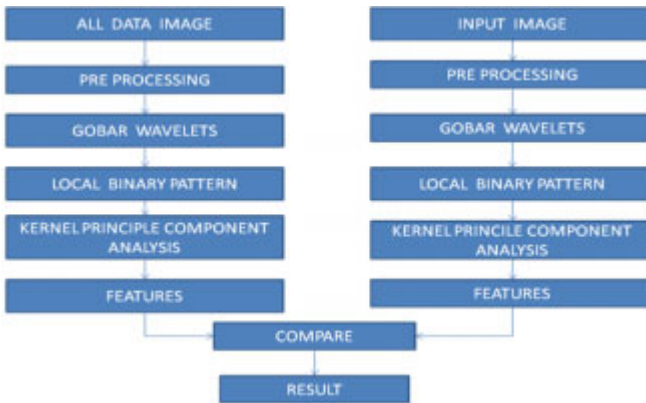 ALL DATA IMAGE
PRE PROCESSING
GOBAR WAVELETS
LOCAL BINARY PATTERN
KERNEL PRINCIPLE COMPONENT
ANALYSIS
FEATURES
INPUT IMAGE
PRE PROCESSING
GOBAR WAVELETS
LOCAL BINARY PATTERN
KERNEL PRINCILE COMPONENT
ANALYSIS
FEATURES
COMPARE
RESULT